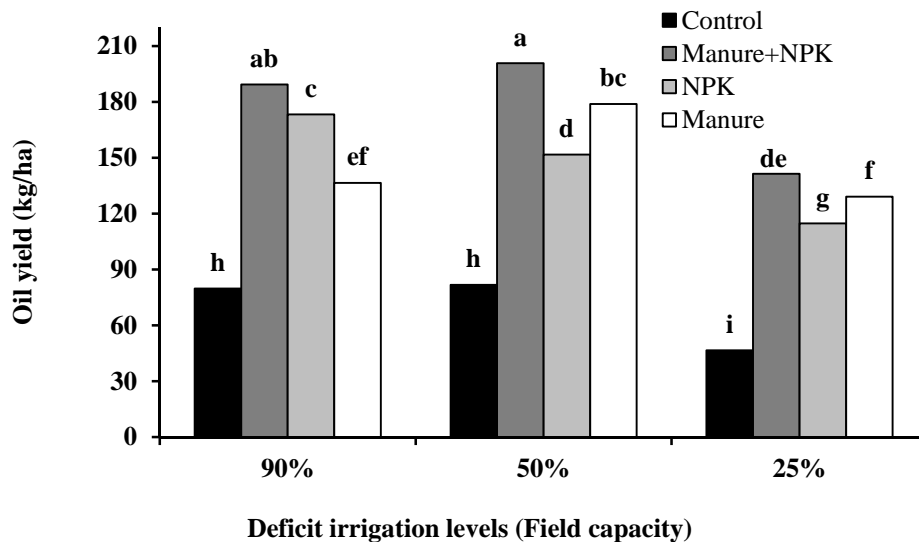 Control
Manure+NPK
NPK
Manure
Oil yield (kg/ha)
210
180
150
120
90
60
30
0
h
ab
c
ef
h
a
d
bc
i
de
g
f
90%
50%
25%
Deficit irrigation levels (Field capacity)